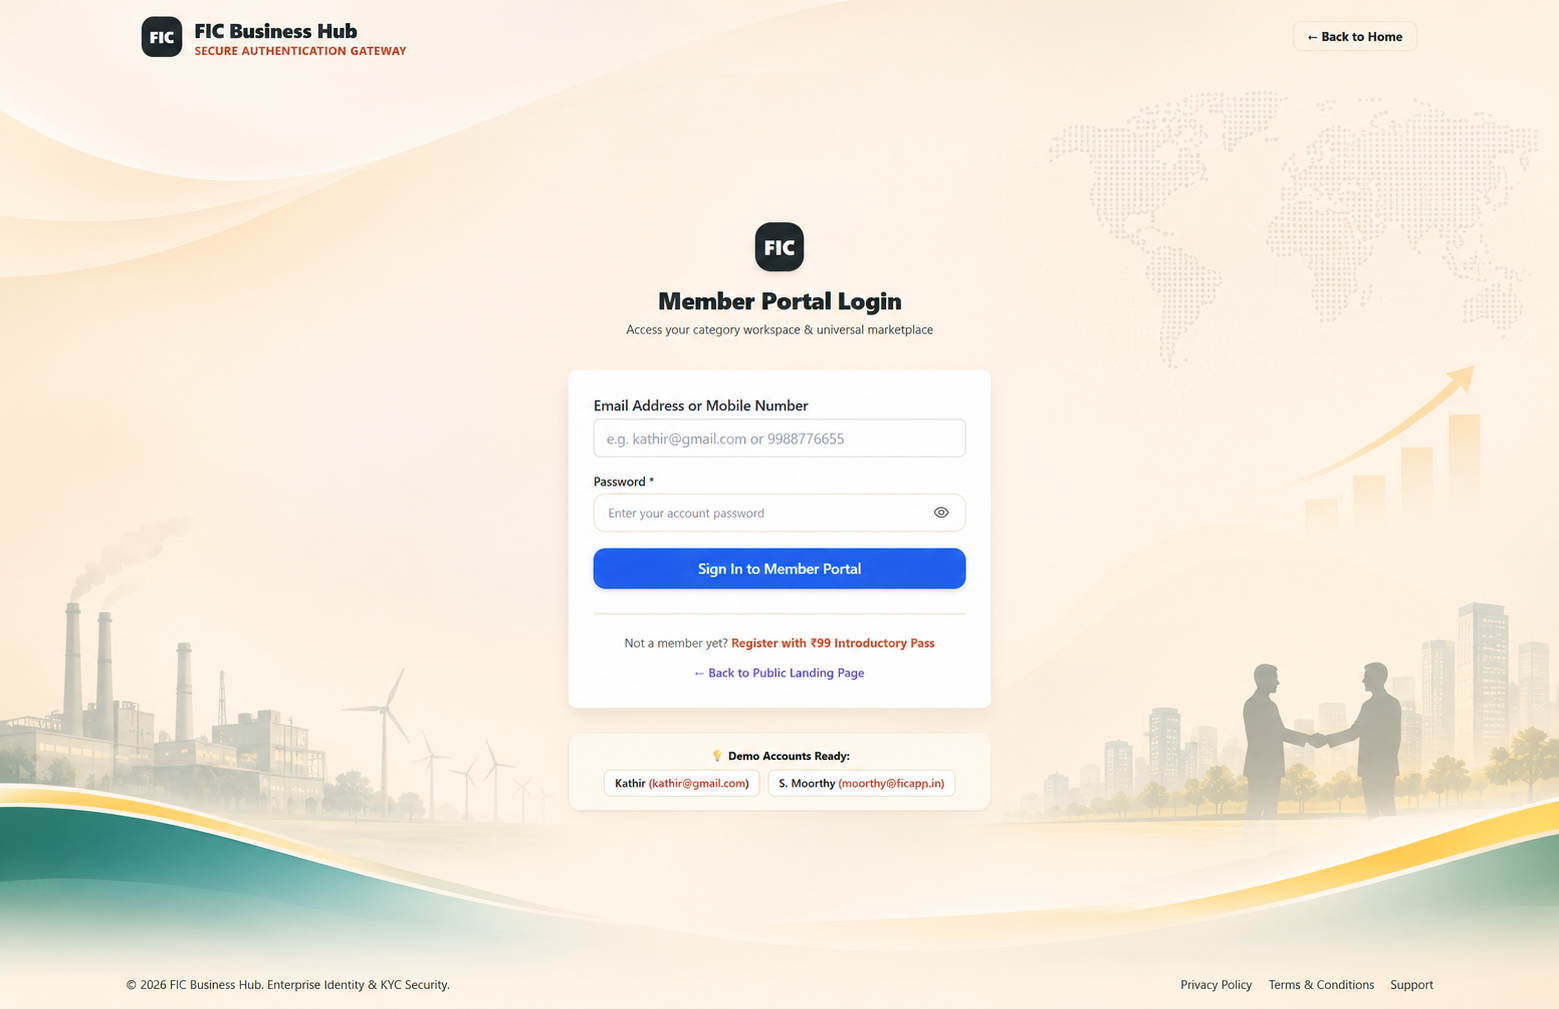 FIC
FIC Business Hub
SECURE AUTHENTICATION GATEWAY
← Back to Home
FIC
Member Portal Login
Access your category workspace & universal marketplace
Email Address or Mobile Number
e.g. kathir@gmail.com or 9988776655
Password *
Enter your account password
Sign In to Member Portal
Not a member yet? Register with ₹99 Introductory Pass
← Back to Public Landing Page
💡 Demo Accounts Ready:
Kathir (kathir@gmail.com)
S. Moorthy (moorthy@ficapp.in)
© 2026 FIC Business Hub. Enterprise Identity & KYC Security.
Privacy Policy
Terms & Conditions
Support